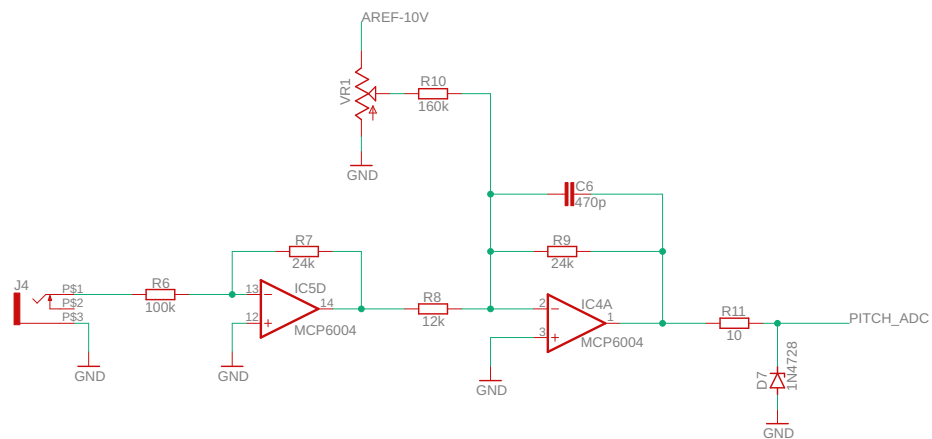 AREF-10V
VR1
R10
160k
GND
C6
470p
R7
24k
R9
24k
J4
P$1
P$2
P$3
R6
100k
13
12
14
IC5D
MCP6004
R8
12k
2
3
1
IC4A
MCP6004
R11
10
PITCH_ADC
D7
1N4728
GND
GND
GND
GND